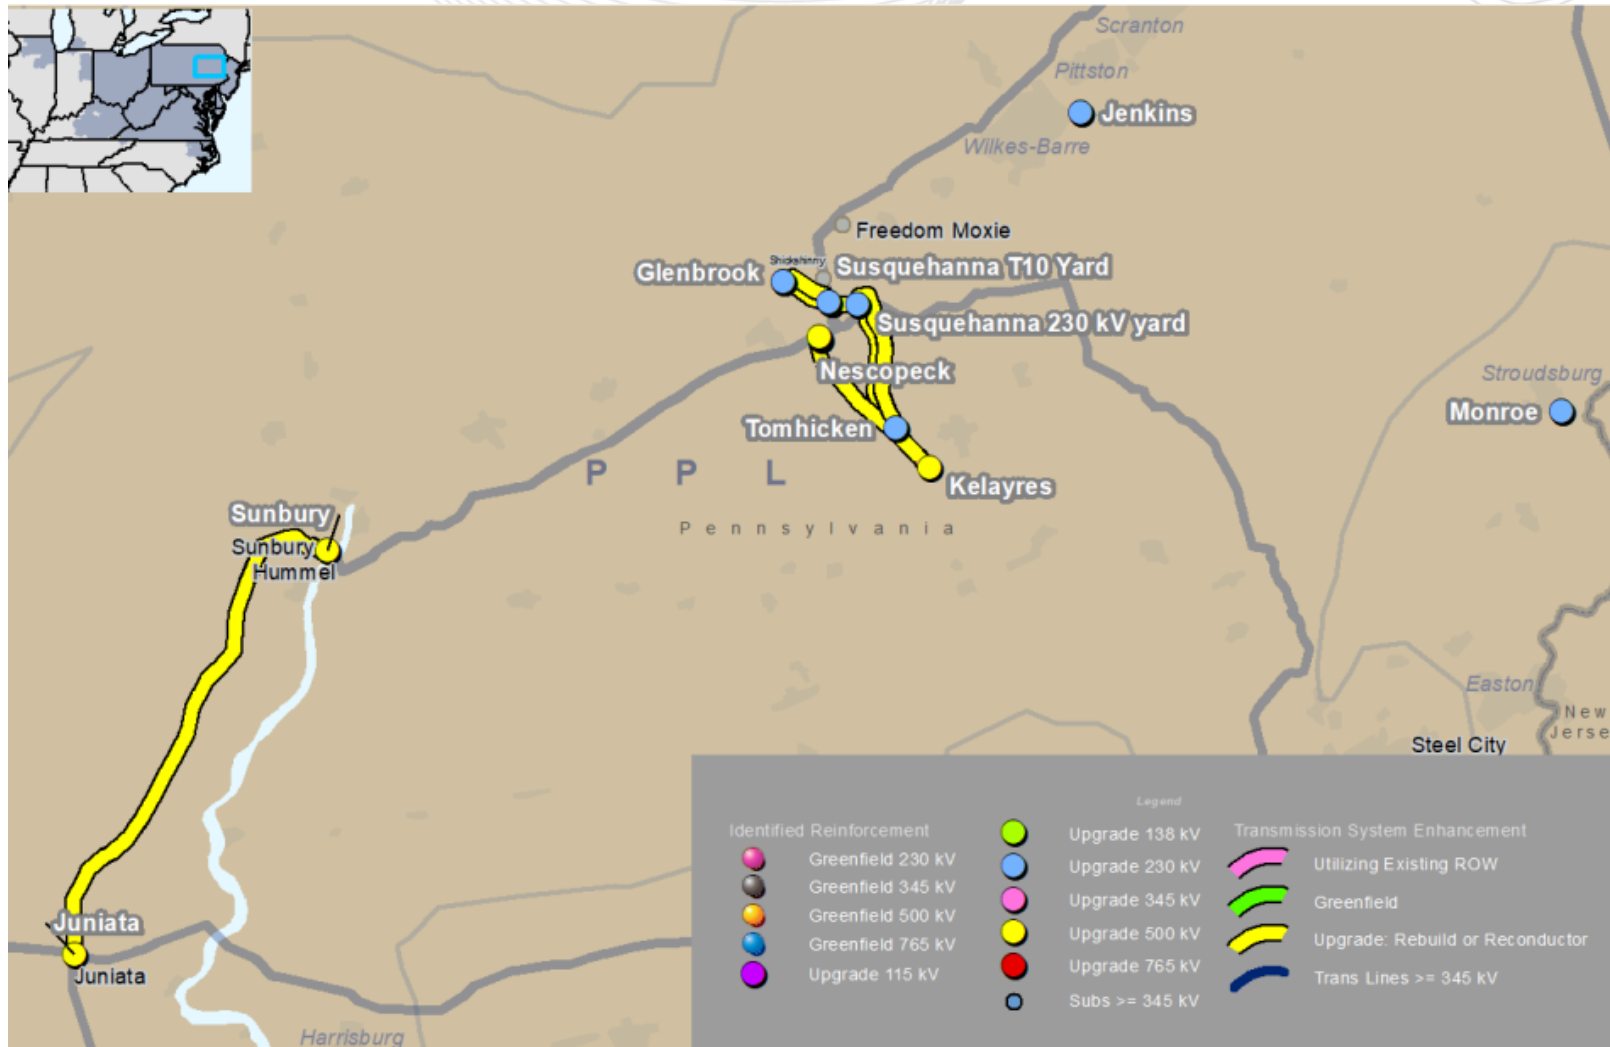 Scranton
Pittston
Jenkins
Wilkes-Barre
Freedom Moxie
Shickshinny
Glenbrook
Susquehanna T10 Yard
Susquehanna 230 kV yard
Nescopeck
Stroudsburg
Monroe
Tomhicken
P P L
Kelayres
Pennsylvania
Sunbury
Sunbury
Hummel
Easton
New
Jerse
Steel City
Juniata
Juniata
Harrisburg
Legend
Identified Reinforcement
Greenfield 230 kV
Greenfield 345 kV
Greenfield 500 kV
Greenfield 765 kV
Upgrade 115 kV
Upgrade 138 kV
Upgrade 230 kV
Upgrade 345 kV
Upgrade 500 kV
Upgrade 765 kV
Subs >= 345 kV
Transmission System Enhancement
Utilizing Existing ROW
Greenfield
Upgrade: Rebuild or Reconductor
Trans Lines >= 345 kV